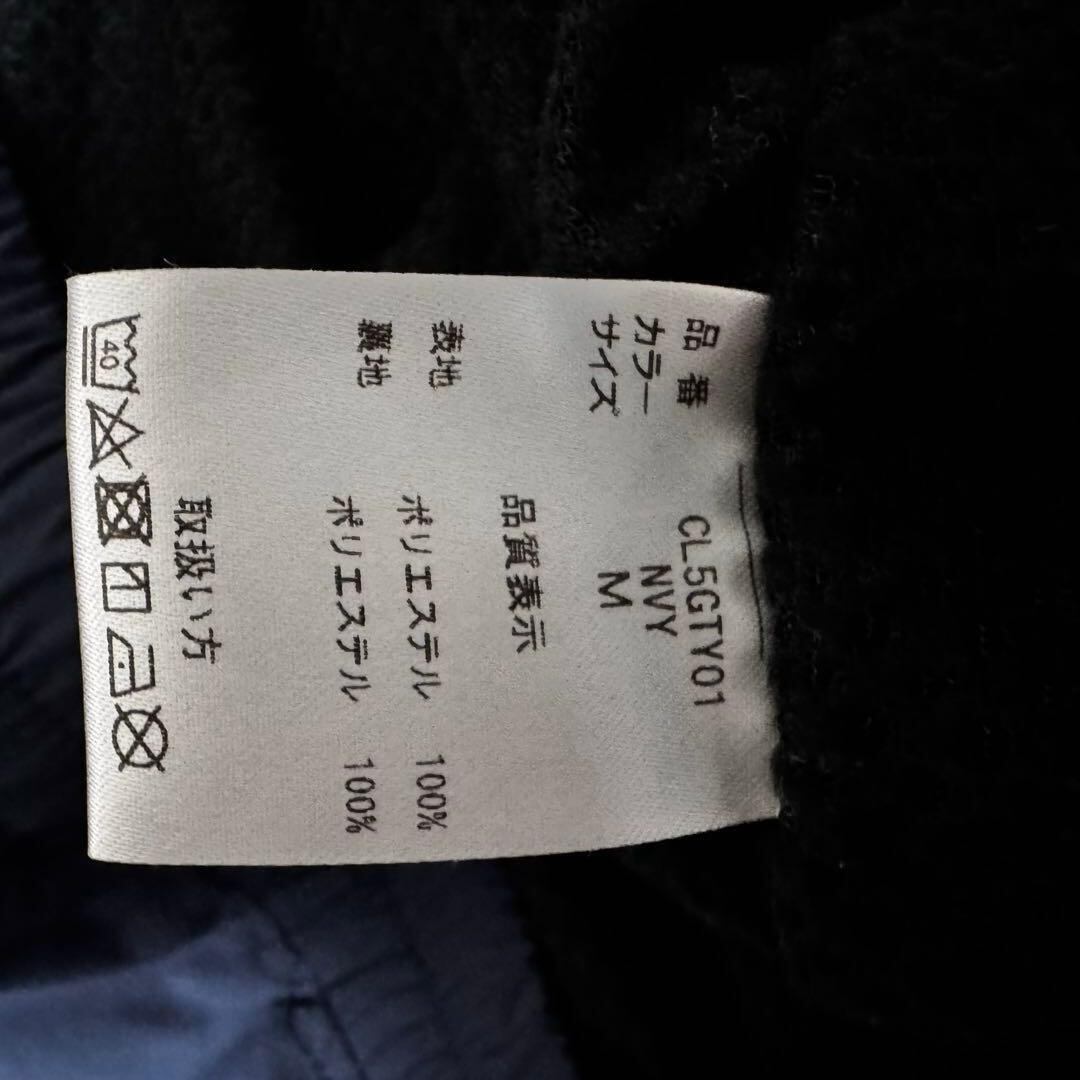 品番 CL5GTY01
カラー NVY
サイズ M
品質表示
表地 ポリエステル 100%
裏地 ポリエステル 100%
取扱い方
40